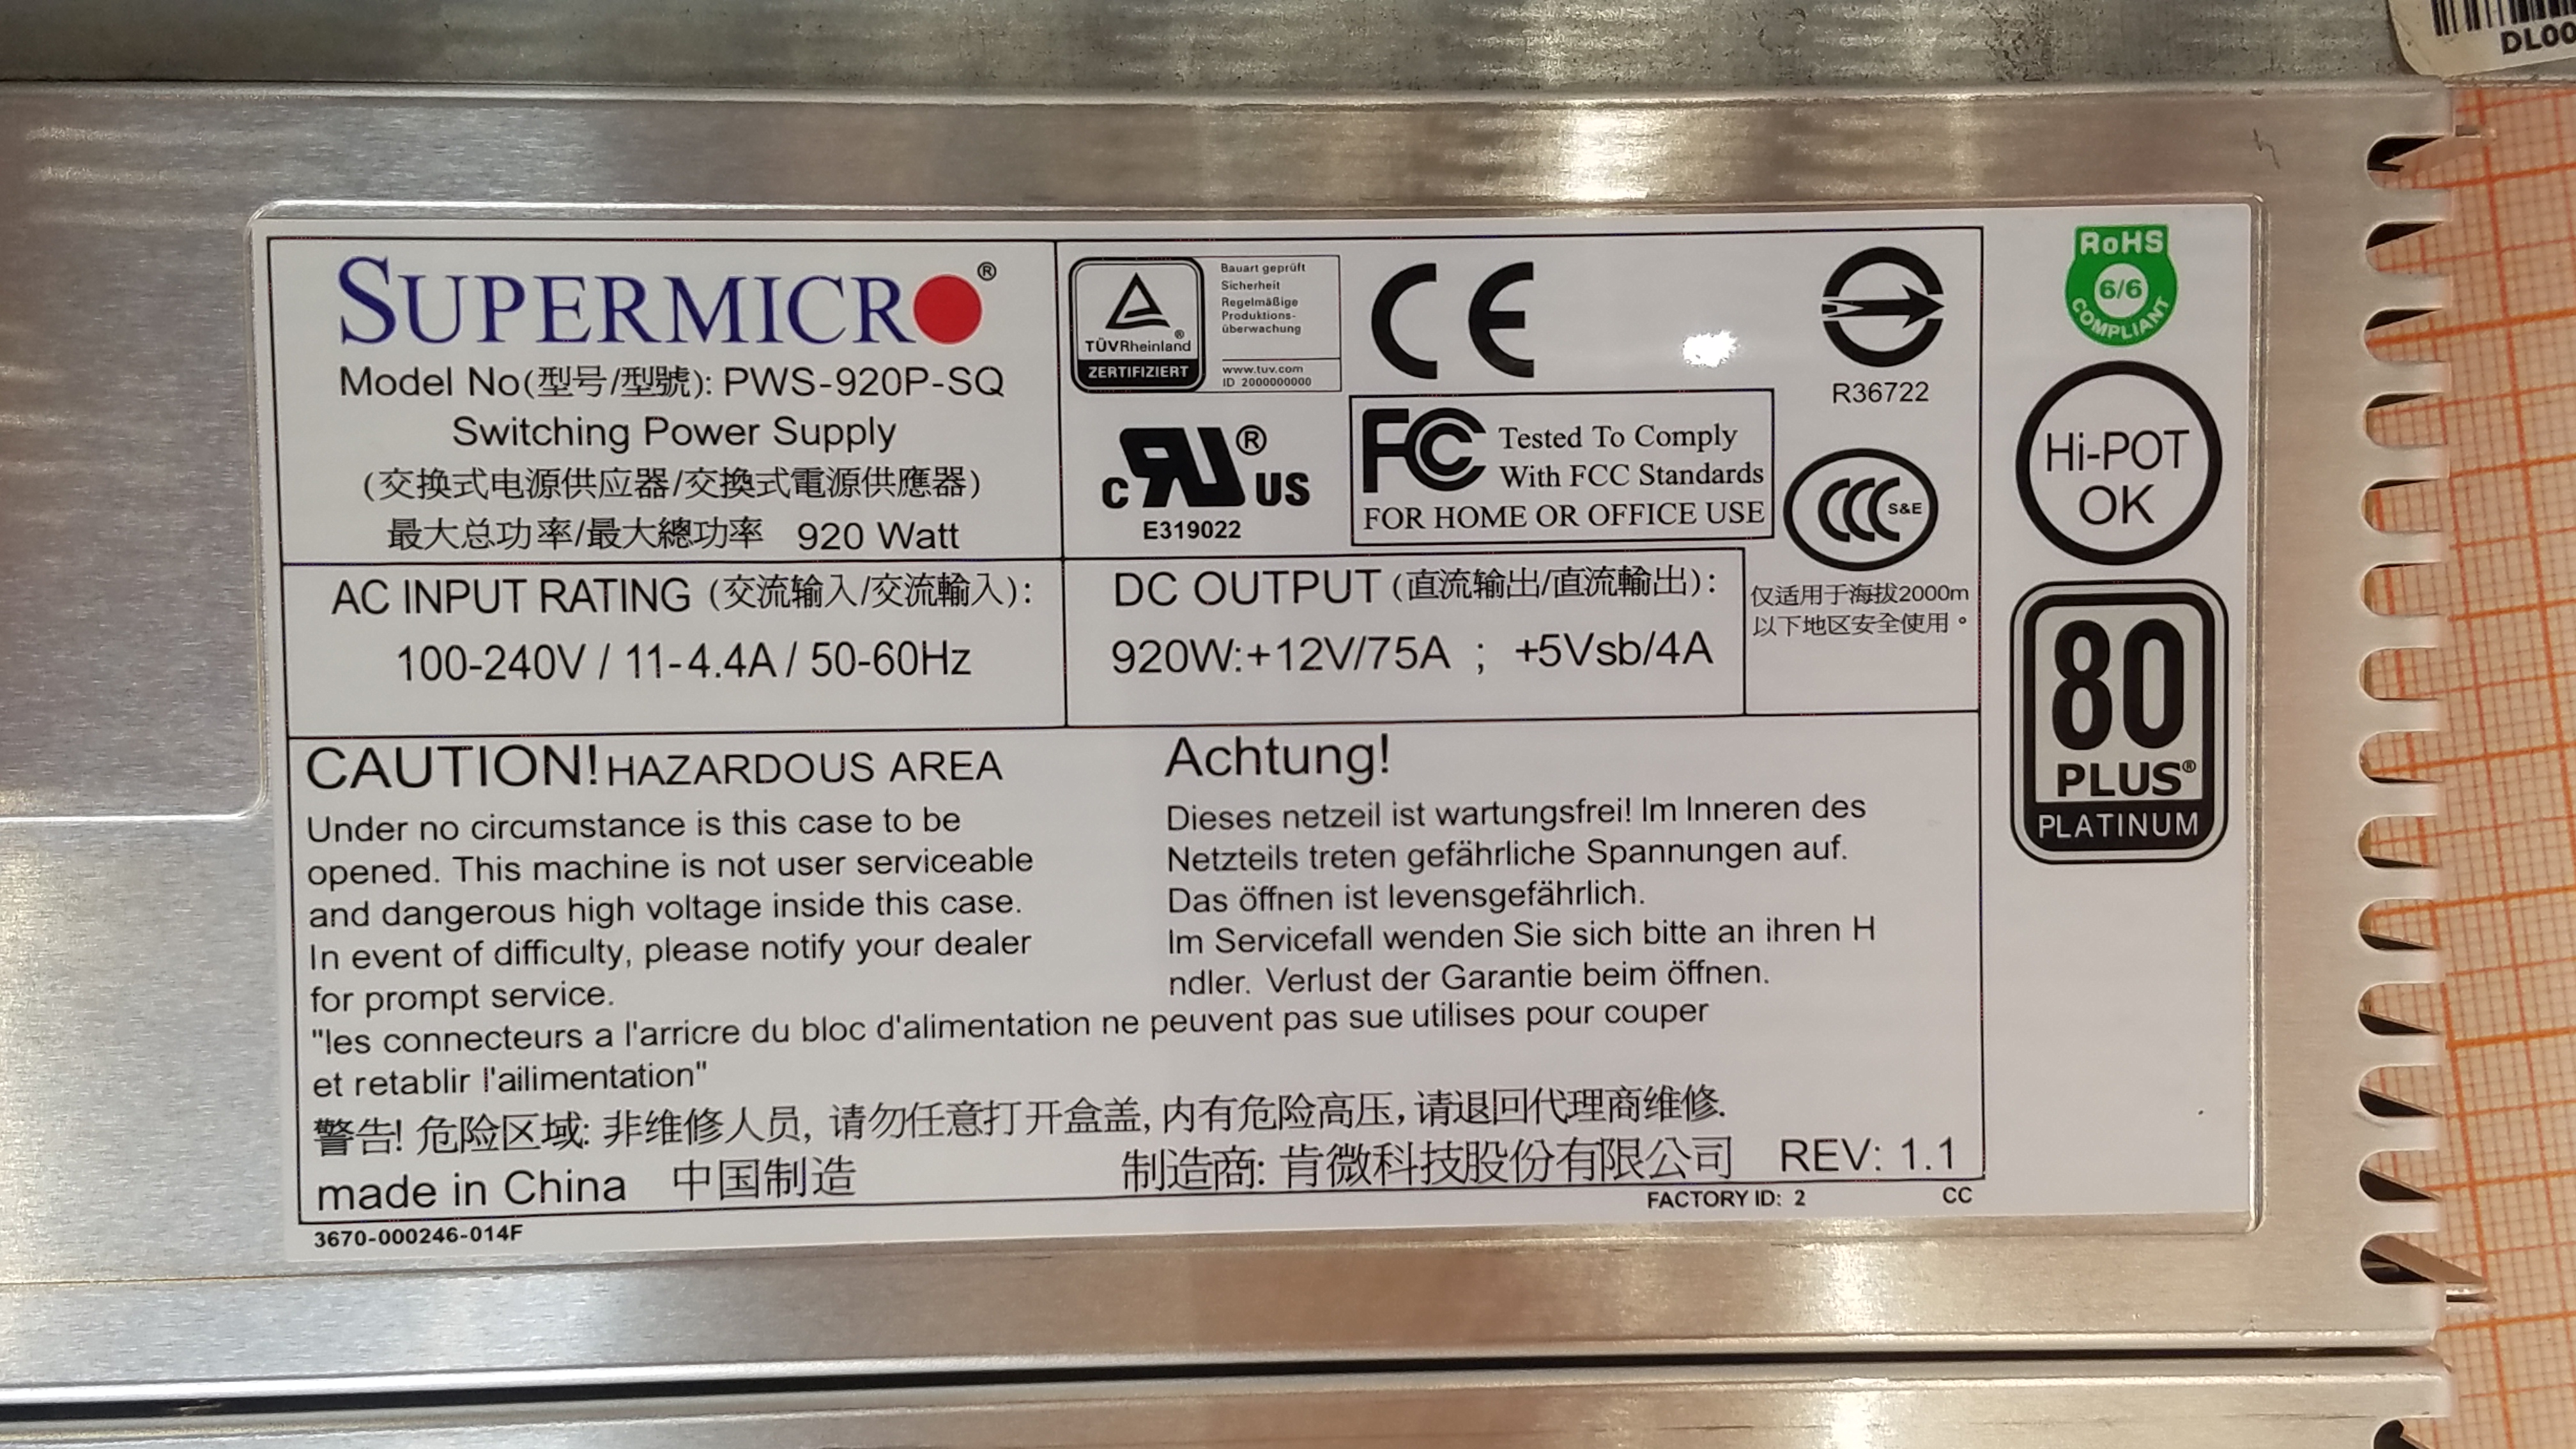 DL00
SUPERMICRO®
Model No(型号/型號): PWS-920P-SQ
Switching Power Supply
(交换式电源供应器/交換式電源供應器)
最大总功率/最大總功率 920 Watt
TÜVRheinland®
ZERTIFIZIERT
Bauart geprüft
Sicherheit
Regelmäßige
Produktions-
überwachung
www.tuv.com
ID 2000000000
CE
R36722
c RU® US
E319022
FC Tested To Comply
With FCC Standards
FOR HOME OR OFFICE USE
CCC S&E
RoHS
6/6
COMPLIANT
Hi-POT
OK
80
PLUS®
PLATINUM
AC INPUT RATING (交流输入/交流輸入):
100-240V / 11-4.4A / 50-60Hz
DC OUTPUT (直流输出/直流輸出):
920W:+12V/75A ; +5Vsb/4A
仅适用于海拔2000m
以下地区安全使用。
CAUTION! HAZARDOUS AREA
Under no circumstance is this case to be
opened. This machine is not user serviceable
and dangerous high voltage inside this case.
In event of difficulty, please notify your dealer
for prompt service.
Achtung!
Dieses netzeil ist wartungsfrei! Im Inneren des
Netzteils treten gefährliche Spannungen auf.
Das öffnen ist levensgefährlich.
Im Servicefall wenden Sie sich bitte an ihren H
ndler. Verlust der Garantie beim öffnen.
"les connecteurs a l'arricre du bloc d'alimentation ne peuvent pas sue utilises pour couper
et retablir l'ailimentation"
警告! 危险区域: 非维修人员, 请勿任意打开盒盖, 内有危险高压, 请退回代理商维修.
made in China 中国制造
制造商: 肯微科技股份有限公司 REV: 1.1
3670-000246-014F
FACTORY ID: 2 CC